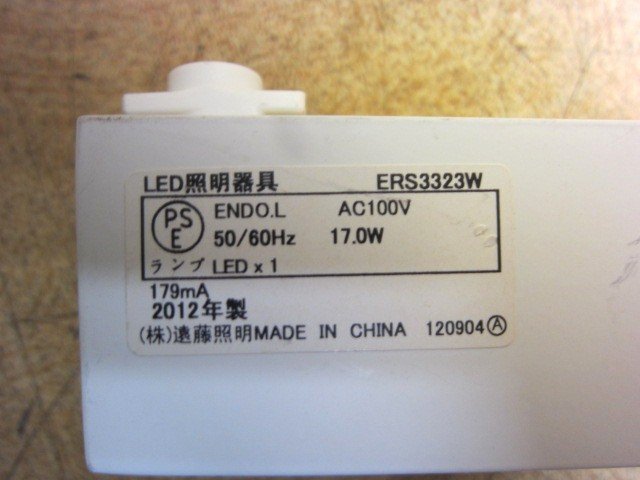 LED照明器具 ERS3323W
PSE ENDO.L AC100V
50/60Hz 17.0W
ランプ LED x 1
179mA
2012年製
(株)遠藤照明MADE IN CHINA 120904Ⓐ